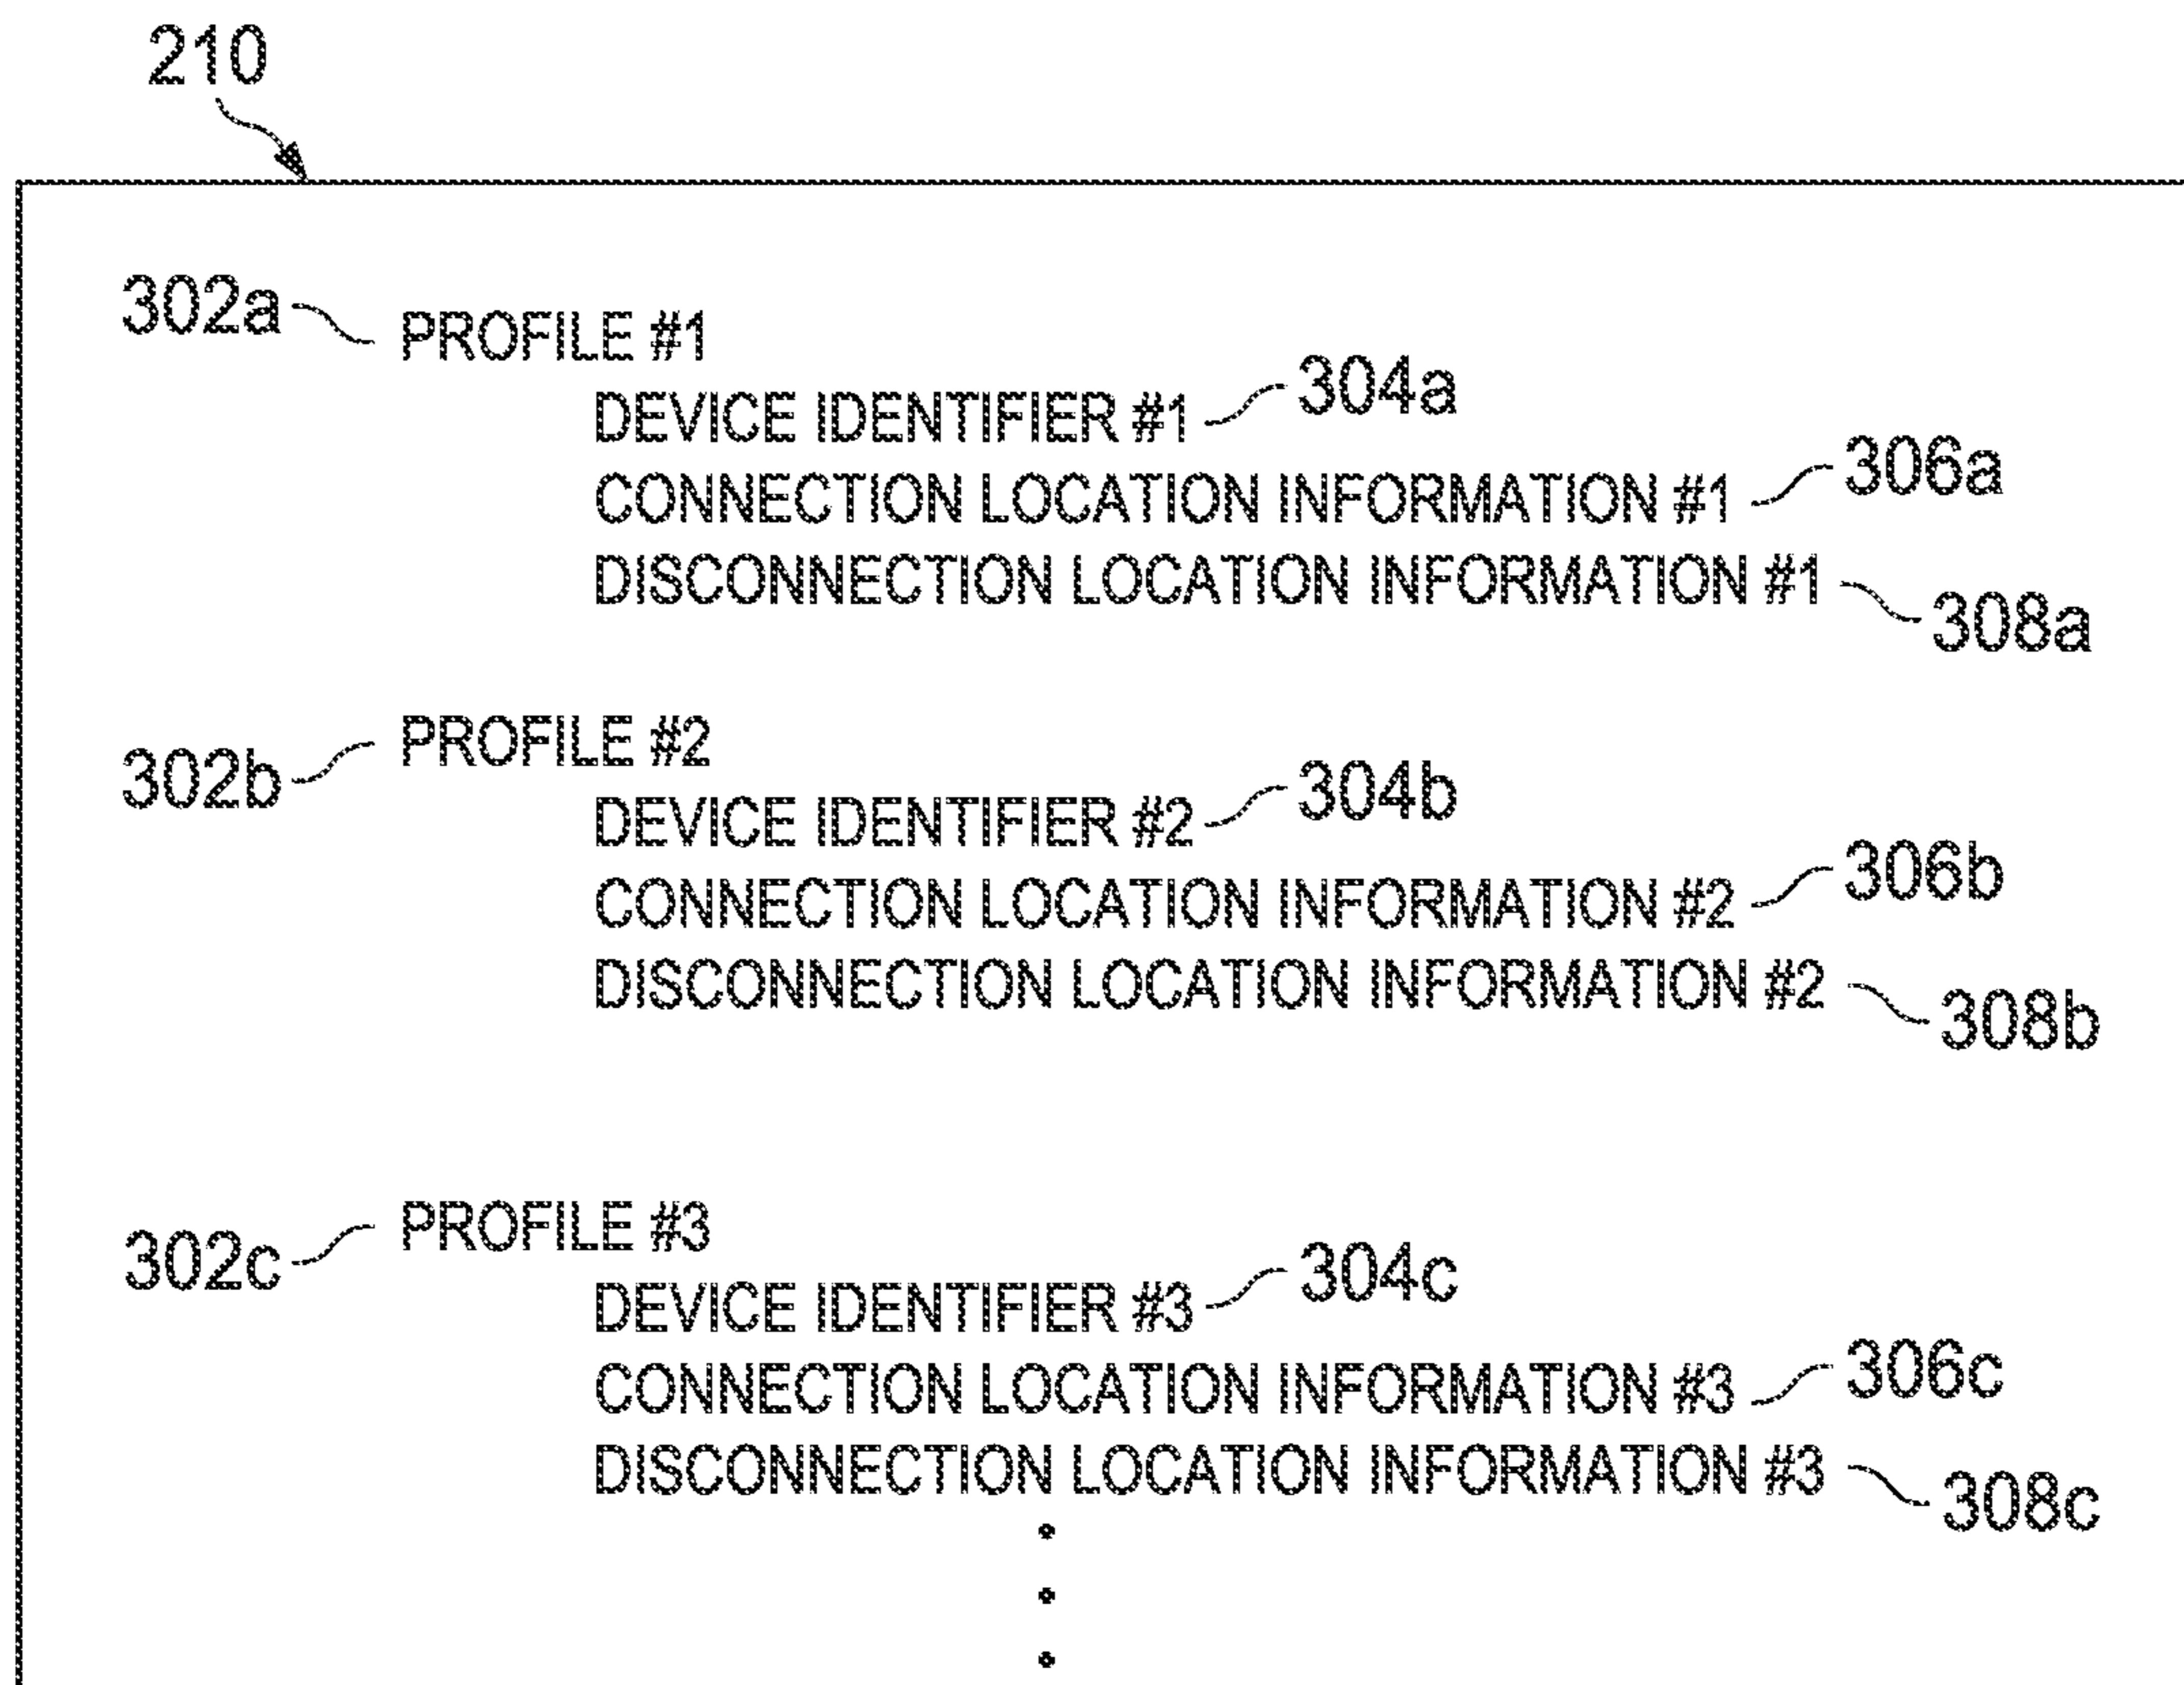 210
302a PROFILE #1
DEVICE IDENTIFIER #1 304a
CONNECTION LOCATION INFORMATION #1 306a
DISCONNECTION LOCATION INFORMATION #1 308a
302b PROFILE #2
DEVICE IDENTIFIER #2 304b
CONNECTION LOCATION INFORMATION #2 306b
DISCONNECTION LOCATION INFORMATION #2 308b
302c PROFILE #3
DEVICE IDENTIFIER #3 304c
CONNECTION LOCATION INFORMATION #3 306c
DISCONNECTION LOCATION INFORMATION #3 308c